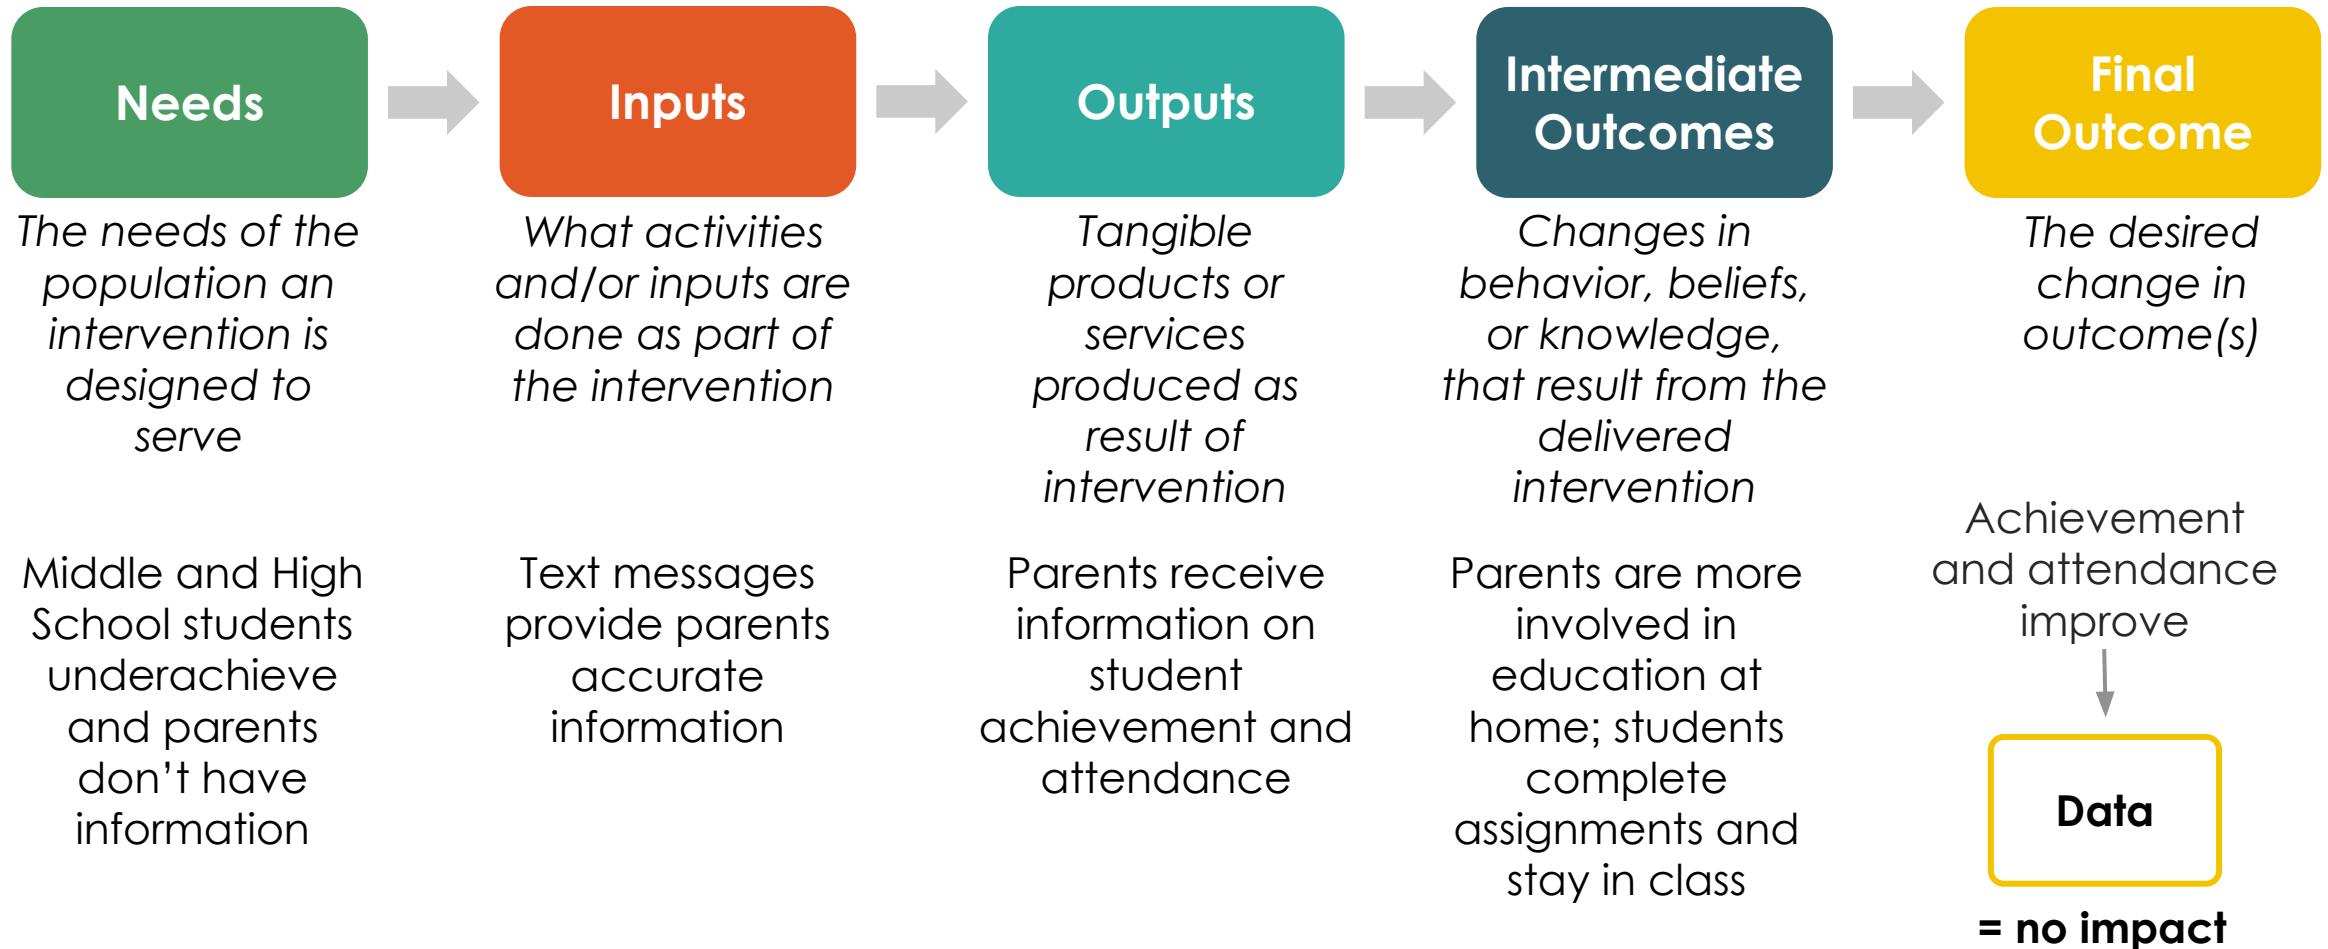 Needs
Inputs
Outputs
Intermediate
Outcomes
Final
Outcome
The needs of the
population an
intervention is
designed to
serve
What activities
and/or inputs are
done as part of
the intervention
Tangible
products or
services
produced as
result of
intervention
Changes in
behavior, beliefs,
or knowledge,
that result from the
delivered
intervention
The desired
change in
outcome(s)
Middle and High
School students
underachieve
and parents
don’t have
information
Text messages
provide parents
accurate
information
Parents receive
information on
student
achievement and
attendance
Parents are more
involved in
education at
home; students
complete
assignments and
stay in class
Achievement
and attendance
improve
Data
= no impact